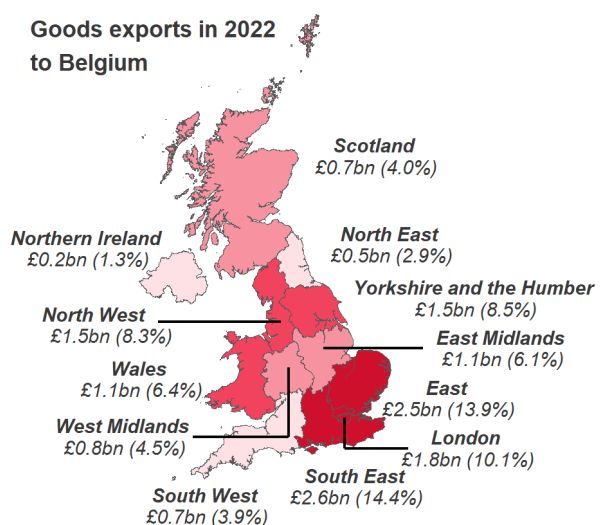 Goods exports in 2022
to Belgium
Scotland
£0.7bn (4.0%)
Northern Ireland
£0.2bn (1.3%)
North East
£0.5bn (2.9%)
Yorkshire and the Humber
£1.5bn (8.5%)
North West
£1.5bn (8.3%)
East Midlands
£1.1bn (6.1%)
Wales
£1.1bn (6.4%)
East
£2.5bn (13.9%)
West Midlands
£0.8bn (4.5%)
London
£1.8bn (10.1%)
South East
£2.6bn (14.4%)
South West
£0.7bn (3.9%)